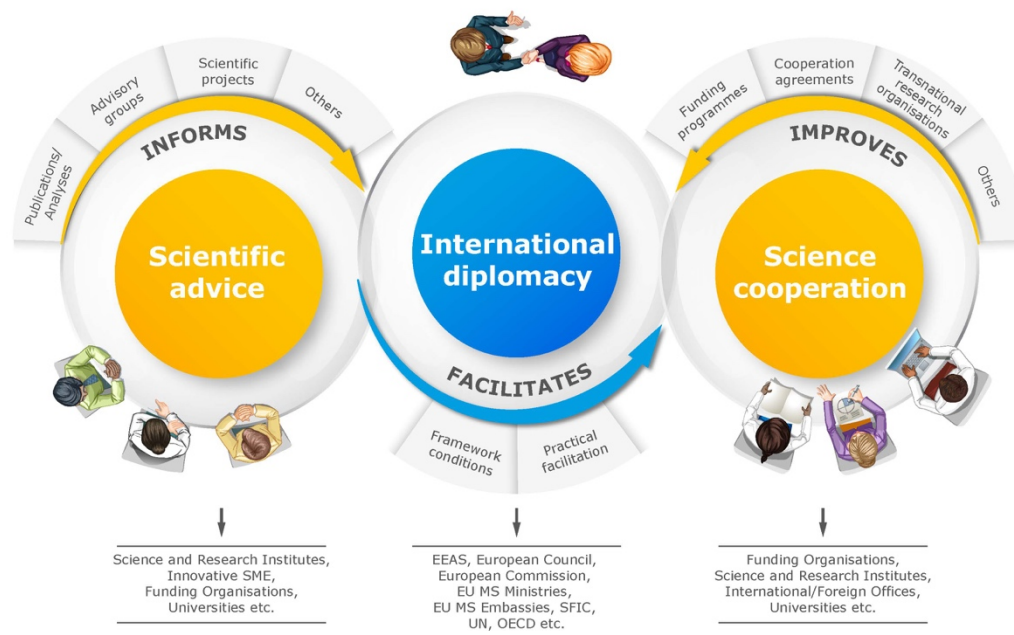 Publications/
Analyses
Advisory
groups
Scientific
projects
Others
INFORMS
Scientific
advice
International
diplomacy
FACILITATES
Framework
conditions
Practical
facilitation
Funding
programmes
Cooperation
agreements
Transnational
research
organisations
Others
IMPROVES
Science
cooperation
Science and Research Institutes,
Innovative SME,
Funding Organisations,
Universities etc.
EEAS, European Council,
European Commission,
EU MS Ministries,
EU MS Embassies, SFIC,
UN, OECD etc.
Funding Organisations,
Science and Research Institutes,
International/Foreign Offices,
Universities etc.